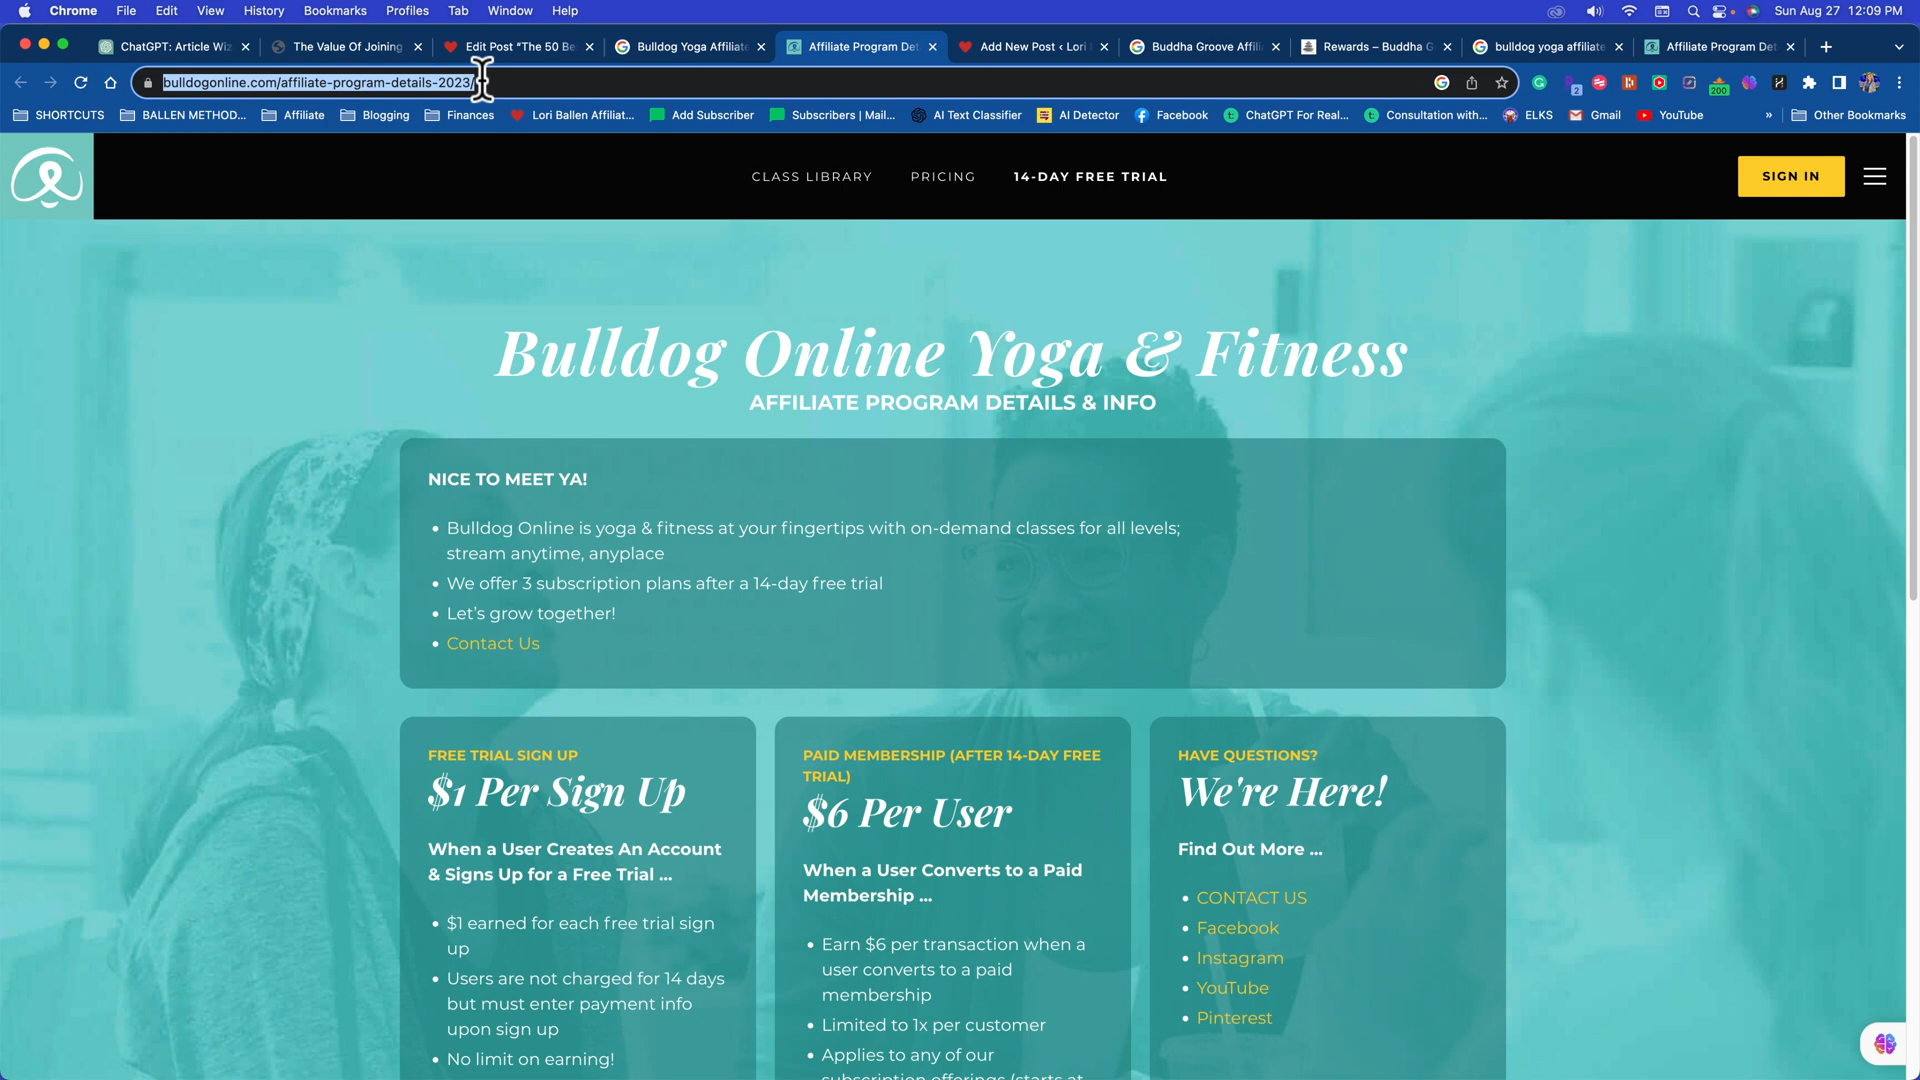 Chrome File Edit View History Bookmarks Profiles Tab Window Help Sun Aug 27 12:09 PM
ChatGPT: Article Wiz The Value Of Joining Edit Post "The 50 Be Bulldog Yoga Affiliate Affiliate Program Det Add New Post ‹ Lori Buddha Groove Affili Rewards – Buddha G bulldog yoga affiliate Affiliate Program Det
bulldogonline.com/affiliate-program-details-2023/ 2 200
SHORTCUTS BALLEN METHOD... Affiliate Blogging Finances Lori Ballen Affiliat... Add Subscriber Subscribers | Mail... AI Text Classifier AI Detector Facebook ChatGPT For Real... Consultation with... ELKS Gmail YouTube » Other Bookmarks
CLASS LIBRARY PRICING 14-DAY FREE TRIAL SIGN IN
Bulldog Online Yoga & Fitness
AFFILIATE PROGRAM DETAILS & INFO
NICE TO MEET YA!
• Bulldog Online is yoga & fitness at your fingertips with on-demand classes for all levels;
stream anytime, anyplace
• We offer 3 subscription plans after a 14-day free trial
• Let's grow together!
• Contact Us
FREE TRIAL SIGN UP
$1 Per Sign Up
When a User Creates An Account
& Signs Up for a Free Trial ...
• $1 earned for each free trial sign
up
• Users are not charged for 14 days
but must enter payment info
upon sign up
• No limit on earning!
PAID MEMBERSHIP (AFTER 14-DAY FREE
TRIAL)
$6 Per User
When a User Converts to a Paid
Membership ...
• Earn $6 per transaction when a
user converts to a paid
membership
• Limited to 1x per customer
• Applies to any of our
subscription offerings (starts at
HAVE QUESTIONS?
We're Here!
Find Out More ...
• CONTACT US
• Facebook
• Instagram
• YouTube
• Pinterest